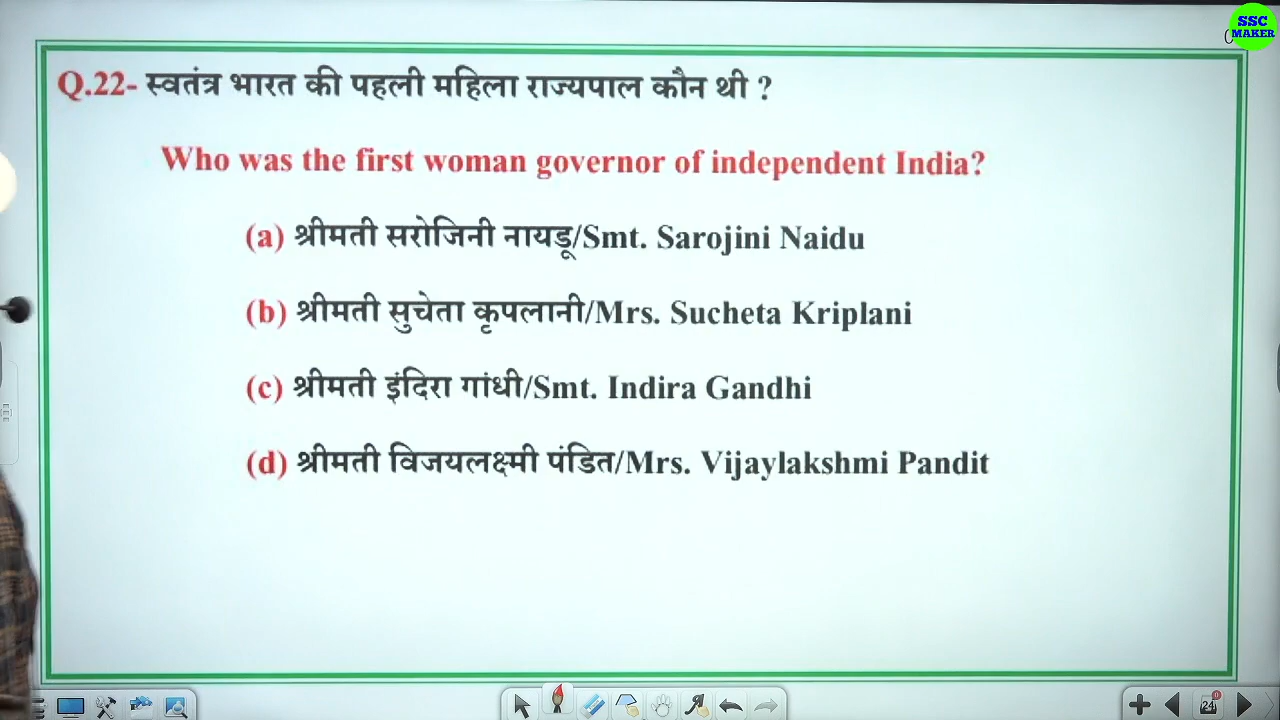 SSC
MAKER
Q.22- स्वतंत्र भारत की पहली महिला राज्यपाल कौन थी ?
Who was the first woman governor of independent India?
(a) श्रीमती सरोजिनी नायडू/Smt. Sarojini Naidu
(b) श्रीमती सुचेता कृपलानी/Mrs. Sucheta Kriplani
(c) श्रीमती इंदिरा गांधी/Smt. Indira Gandhi
(d) श्रीमती विजयलक्ष्मी पंडित/Mrs. Vijaylakshmi Pandit
24